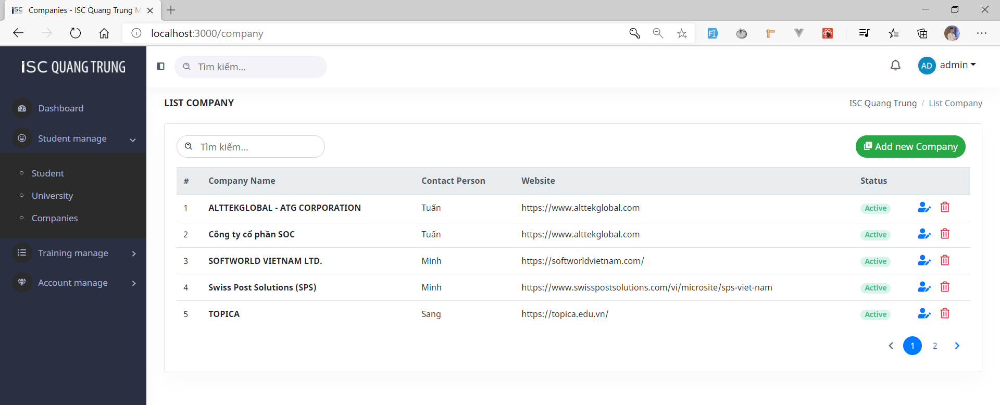 ISC Companies - ISC Quang Trung M
localhost:3000/company
ISC QUANG TRUNG
Tìm kiếm...
AD admin
Dashboard
Student manage
Student
University
Companies
Training manage
Account manage
LIST COMPANY
ISC Quang Trung / List Company
Tìm kiếm...
Add new Company
# Company Name Contact Person Website Status
1 ALTTEKGLOBAL - ATG CORPORATION Tuấn https://www.alttekglobal.com Active
2 Công ty cổ phần SOC Tuấn https://www.alttekglobal.com Active
3 SOFTWORLD VIETNAM LTD. Minh https://softworldvietnam.com/ Active
4 Swiss Post Solutions (SPS) Minh https://www.swisspostsolutions.com/vi/microsite/sps-viet-nam Active
5 TOPICA Sang https://topica.edu.vn/ Active
1 2